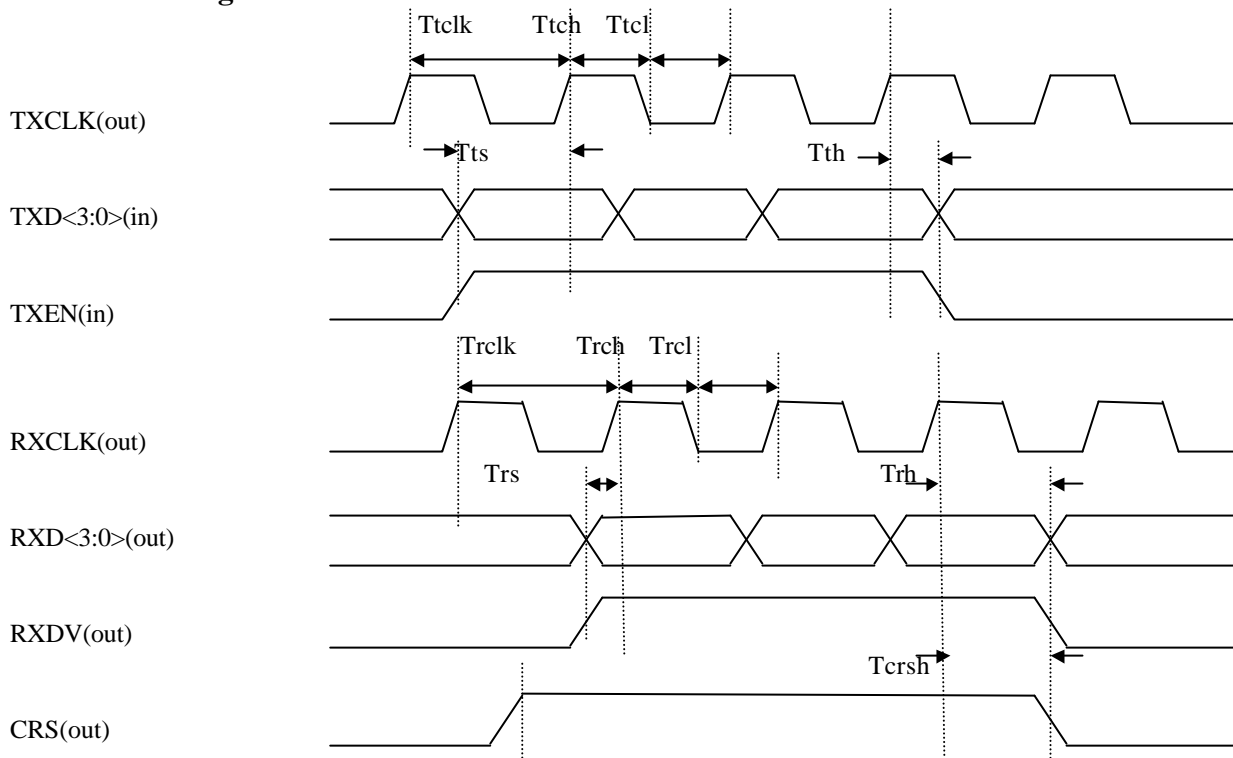 g
Ttclk Ttch Ttcl
TXCLK(out)
Tts Tth
TXD<3:0>(in)
TXEN(in)
Trclk Trch Trcl
RXCLK(out)
Trs Trh
RXD<3:0>(out)
RXDV(out)
Tcrsh
CRS(out)